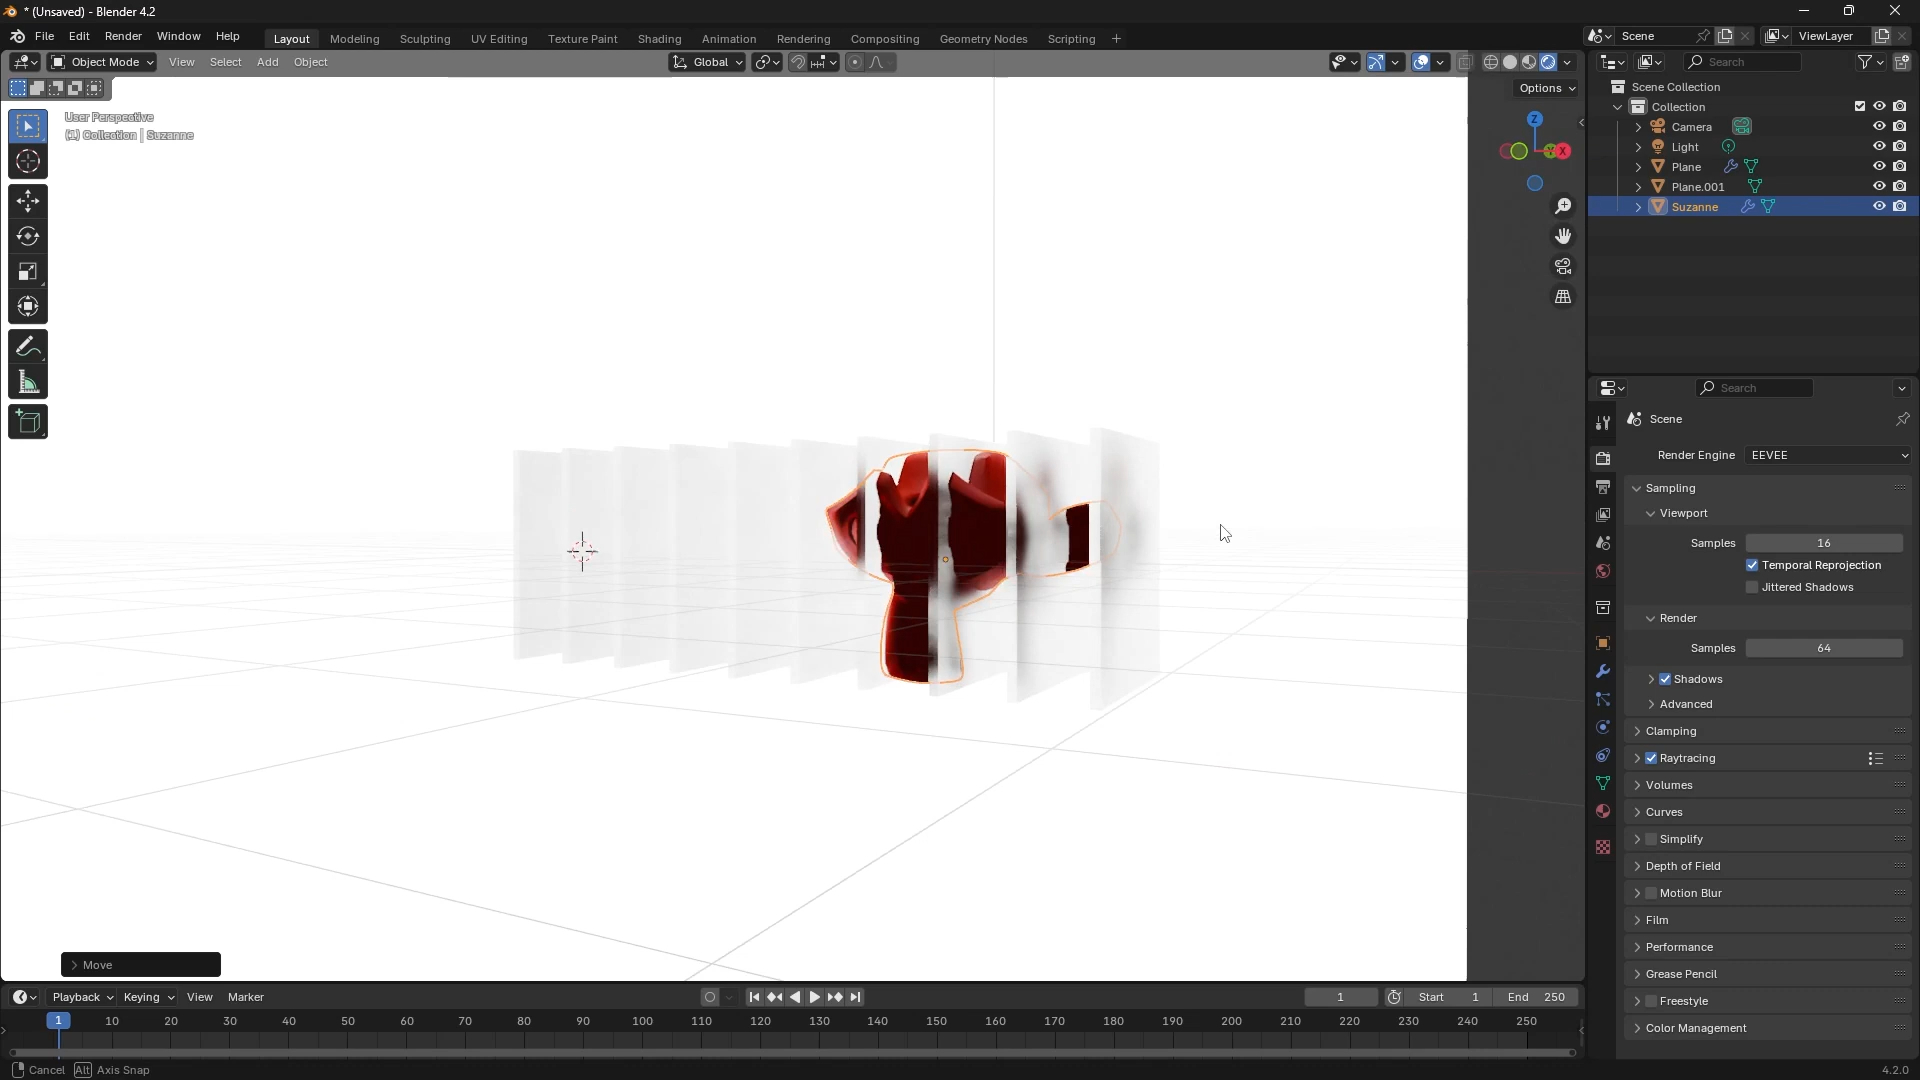 * (Unsaved) - Blender 4.2
File Edit Render Window Help Layout Modeling Sculpting UV Editing Texture Paint Shading Animation Rendering Compositing Geometry Nodes Scripting + Scene ViewLayer
Object Mode View Select Add Object Global
Options
User Perspective
(1) Collection | Suzanne
Z
Y X
Search
Scene Collection
Collection
Camera
Light
Plane
Plane.001
Suzanne
Search
Scene
Render Engine EEVEE
Sampling
Viewport
Samples 16
Temporal Reprojection
Jittered Shadows
Render
Samples 64
Shadows
Advanced
Clamping
Raytracing
Volumes
Curves
Simplify
Depth of Field
Motion Blur
Film
Performance
Grease Pencil
Freestyle
Color Management
Move
Playback Keying View Marker 1 Start 1 End 250
1 10 20 30 40 50 60 70 80 90 100 110 120 130 140 150 160 170 180 190 200 210 220 230 240 250
Cancel Alt Axis Snap 4.2.0